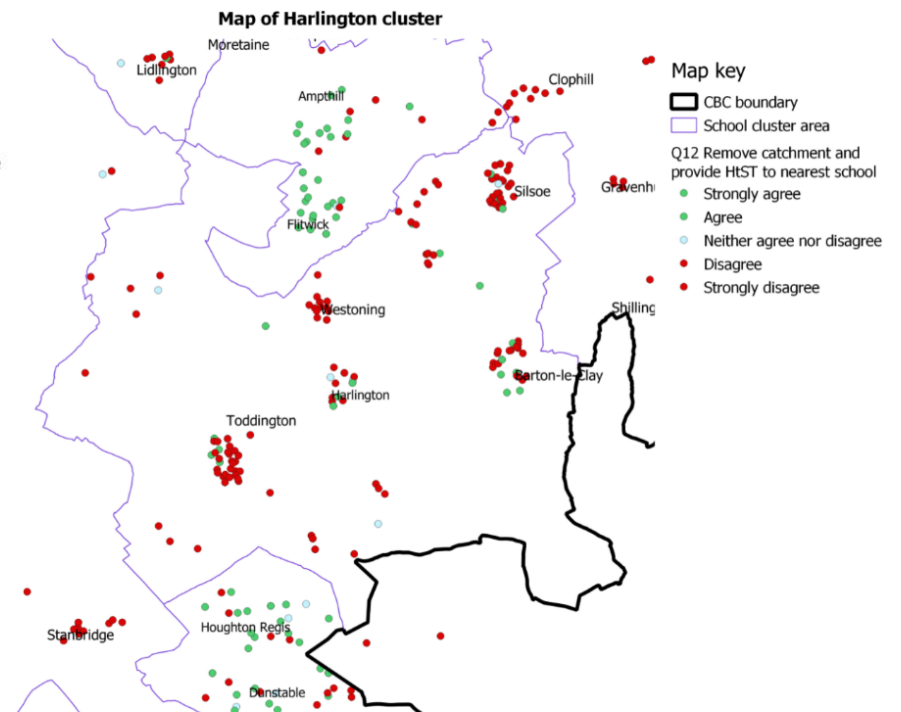 Map of Harlington cluster
Moretaine
Lidlington
Clophill
Ampthill
Silsoe
Gravenh
Flitwick
Westoning
Shilling
Barton-le-Clay
Harlington
Toddington
Houghton Regis
Stanbridge
Dunstable
Map key
CBC boundary
School cluster area
Q12 Remove catchment and
provide HtST to nearest school
Strongly agree
Agree
Neither agree nor disagree
Disagree
Strongly disagree